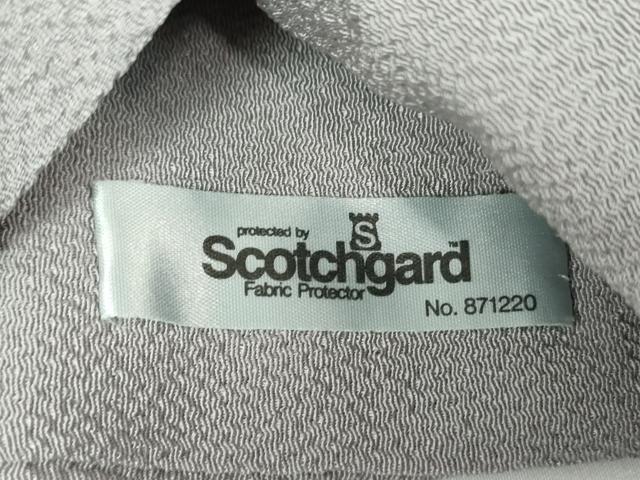 protected by
S
Scotchgard™
Fabric Protector
No. 871220